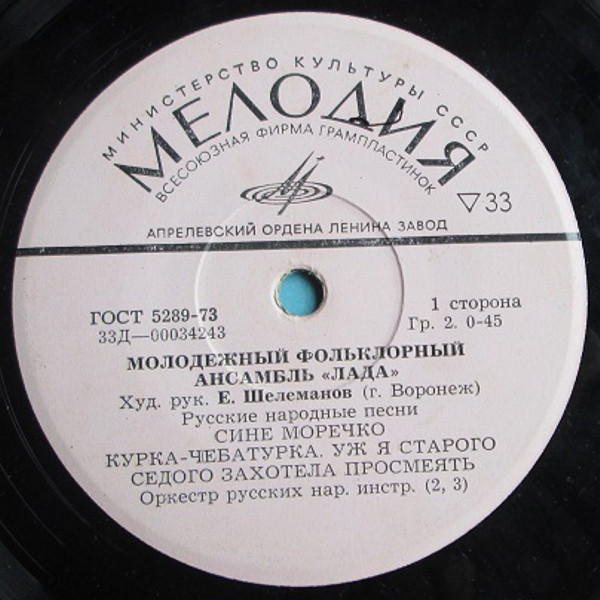 МИНИСТЕРСТВО КУЛЬТУРЫ СССР
МЕЛОДИЯ
ВСЕСОЮЗНАЯ ФИРМА ГРАМПЛАСТИНОК
▽33
АПРЕЛЕВСКИЙ ОРДЕНА ЛЕНИНА ЗАВОД
ГОСТ 5289-73
33Д—00034243
1 сторона
Гр. 2. 0-45
МОЛОДЕЖНЫЙ ФОЛЬКЛОРНЫЙ
АНСАМБЛЬ «ЛАДА»
Худ. рук. Е. Шелеманов (г. Воронеж)
Русские народные песни
СИНЕ МОРЕЧКО
КУРКА-ЧЕБАТУРКА. УЖ Я СТАРОГО
СЕДОГО ЗАХОТЕЛА ПРОСМЕЯТЬ
Оркестр русских нар. инстр. (2, 3)